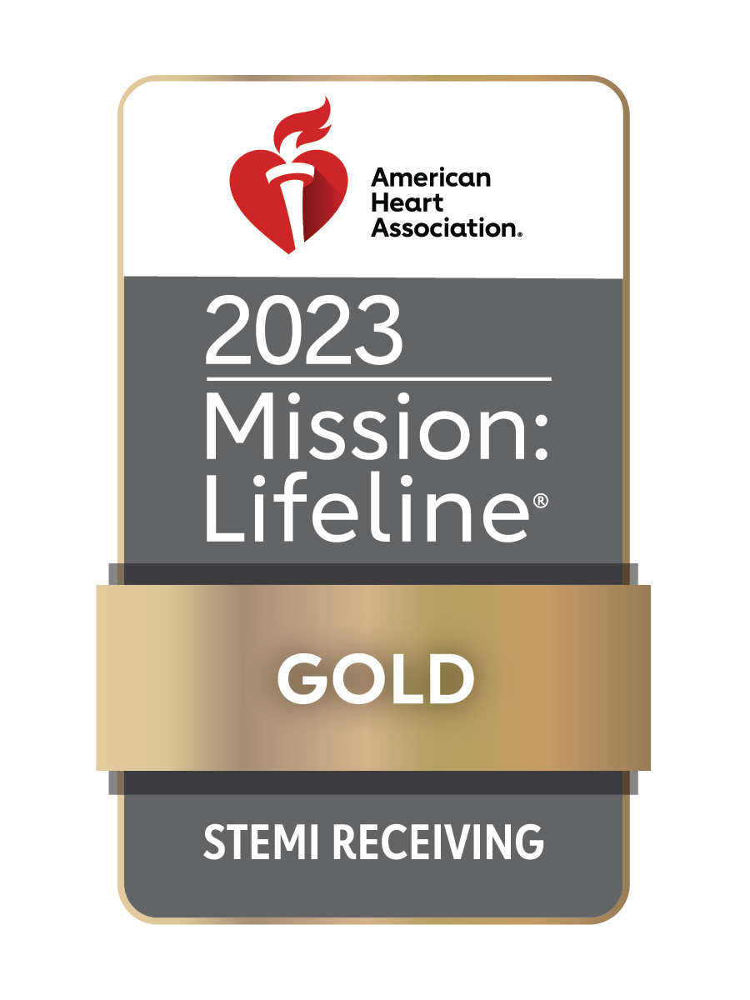 American
Heart
Association®
2023
Mission:
Lifeline®
GOLD
STEMI RECEIVING